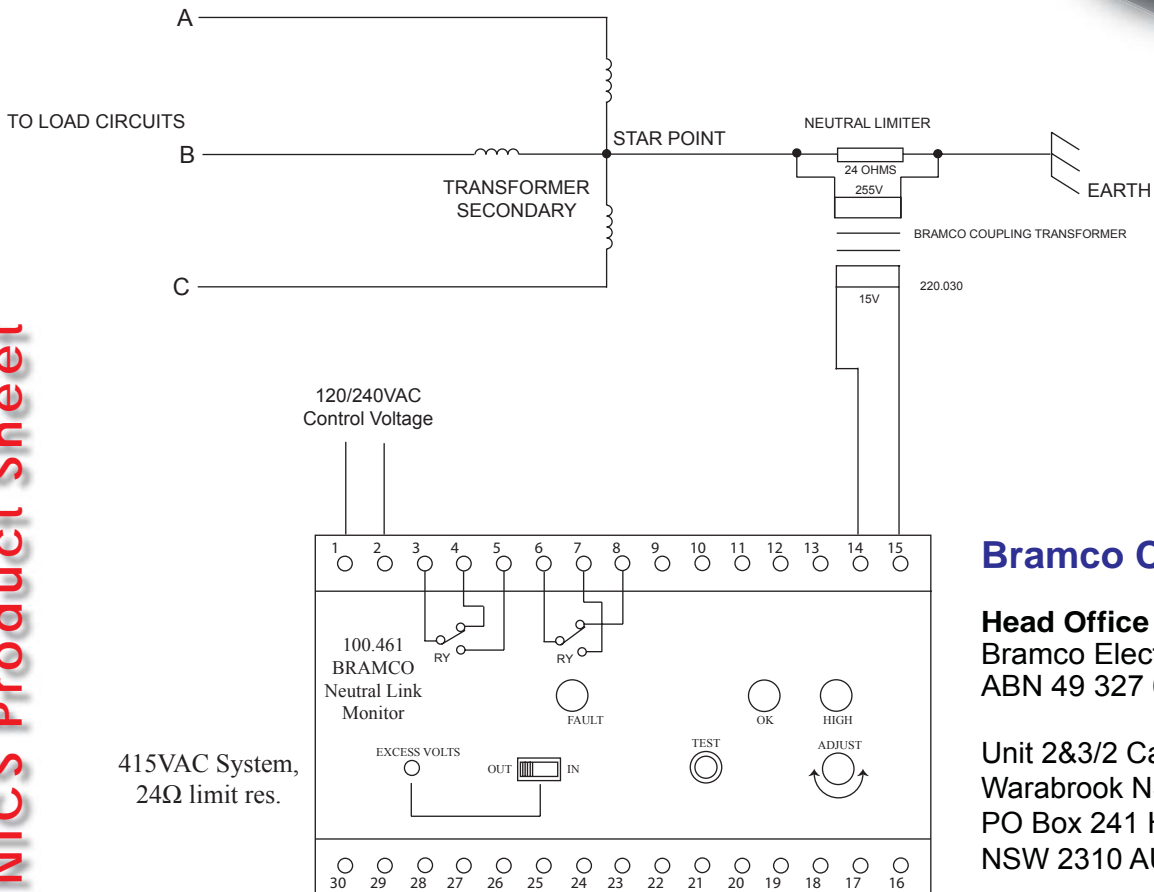 A
TO LOAD CIRCUITS
B
C
STAR POINT
TRANSFORMER
SECONDARY
NEUTRAL LIMITER
24 OHMS
255V
EARTH
BRAMCO COUPLING TRANSFORMER
220.030
15V
120/240VAC
Control Voltage
1 2 3 4 5 6 7 8 9 10 11 12 13 14 15
100.461
BRAMCO
Neutral Link
Monitor
RY
RY
FAULT
OK
HIGH
EXCESS VOLTS
OUT
IN
TEST
ADJUST
415VAC System,
24Ω limit res.
30 29 28 27 26 25 24 23 22 21 20 19 18 17 16
NICS Product Sheet
Bramco C
Head Office
Bramco Elect
ABN 49 327
Unit 2&3/2 Ca
Warabrook N
PO Box 241 H
NSW 2310 AU